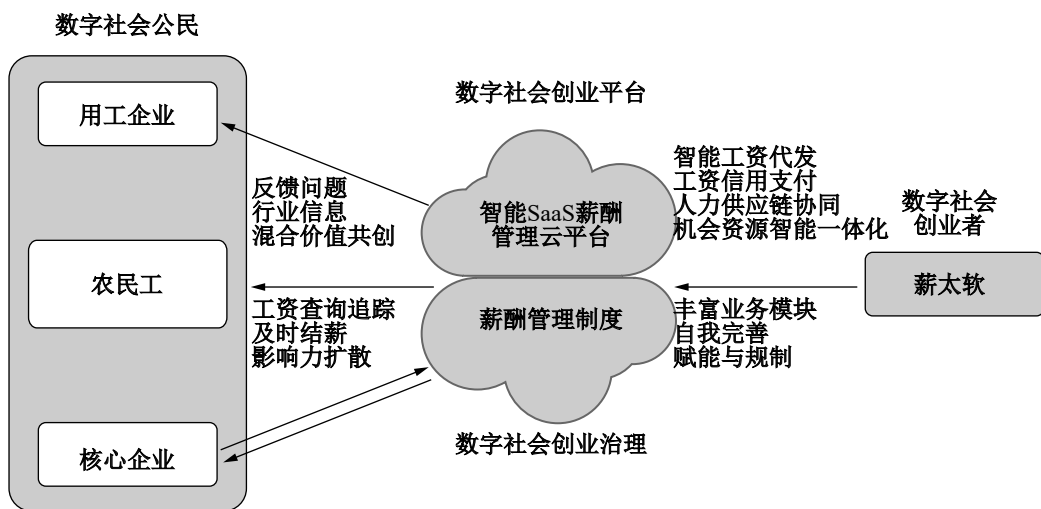 数字社会公民
用工企业
农民工
核心企业
反馈问题
行业信息
混合价值共创
工资查询追踪
及时结薪
影响力扩散
数字社会创业平台
智能SaaS薪酬
管理云平台
薪酬管理制度
数字社会创业治理
智能工资代发
工资信用支付
人力供应链协同
机会资源智能一体化
丰富业务模块
自我完善
赋能与规制
数字社会
创业者
薪太软